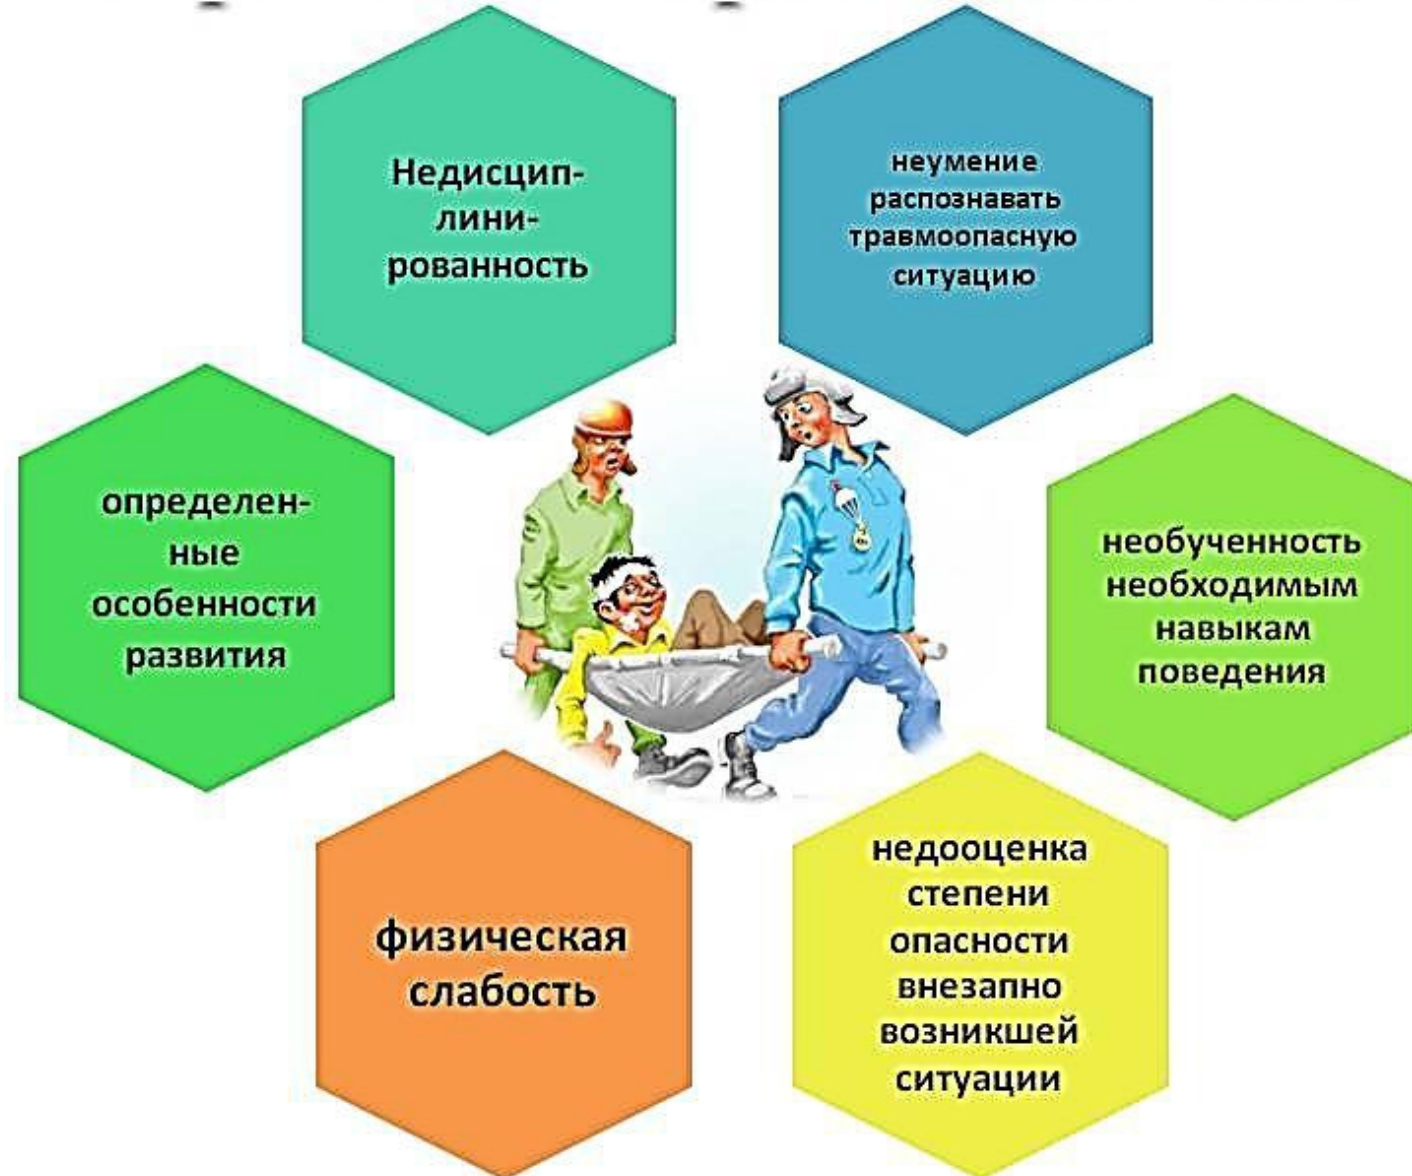 Недисцип-
лини-
рованность
неумение
распознавать
травмоопасную
ситуацию
определен-
ные
особенности
развития
необученность
необходимым
навыкам
поведения
физическая
слабость
недооценка
степени
опасности
внезапно
возникшей
ситуации